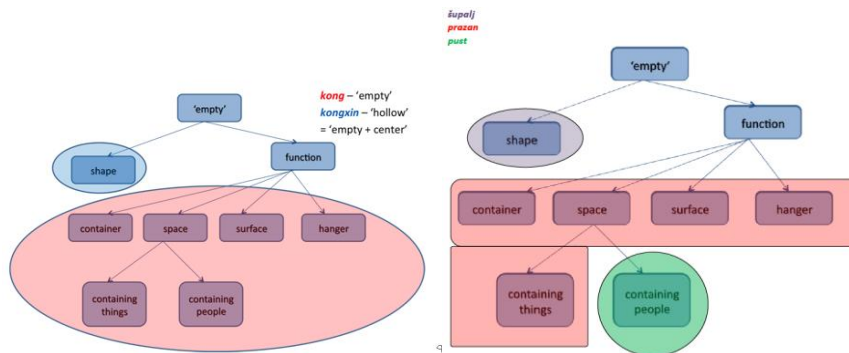 'empty'
kong – 'empty'
kongxin – 'hollow'
= 'empty + center'
shape
function
container
space
surface
hanger
containing
things
containing
people
šupalj
prazan
pust
'empty'
shape
function
container
space
surface
hanger
containing
things
containing
people